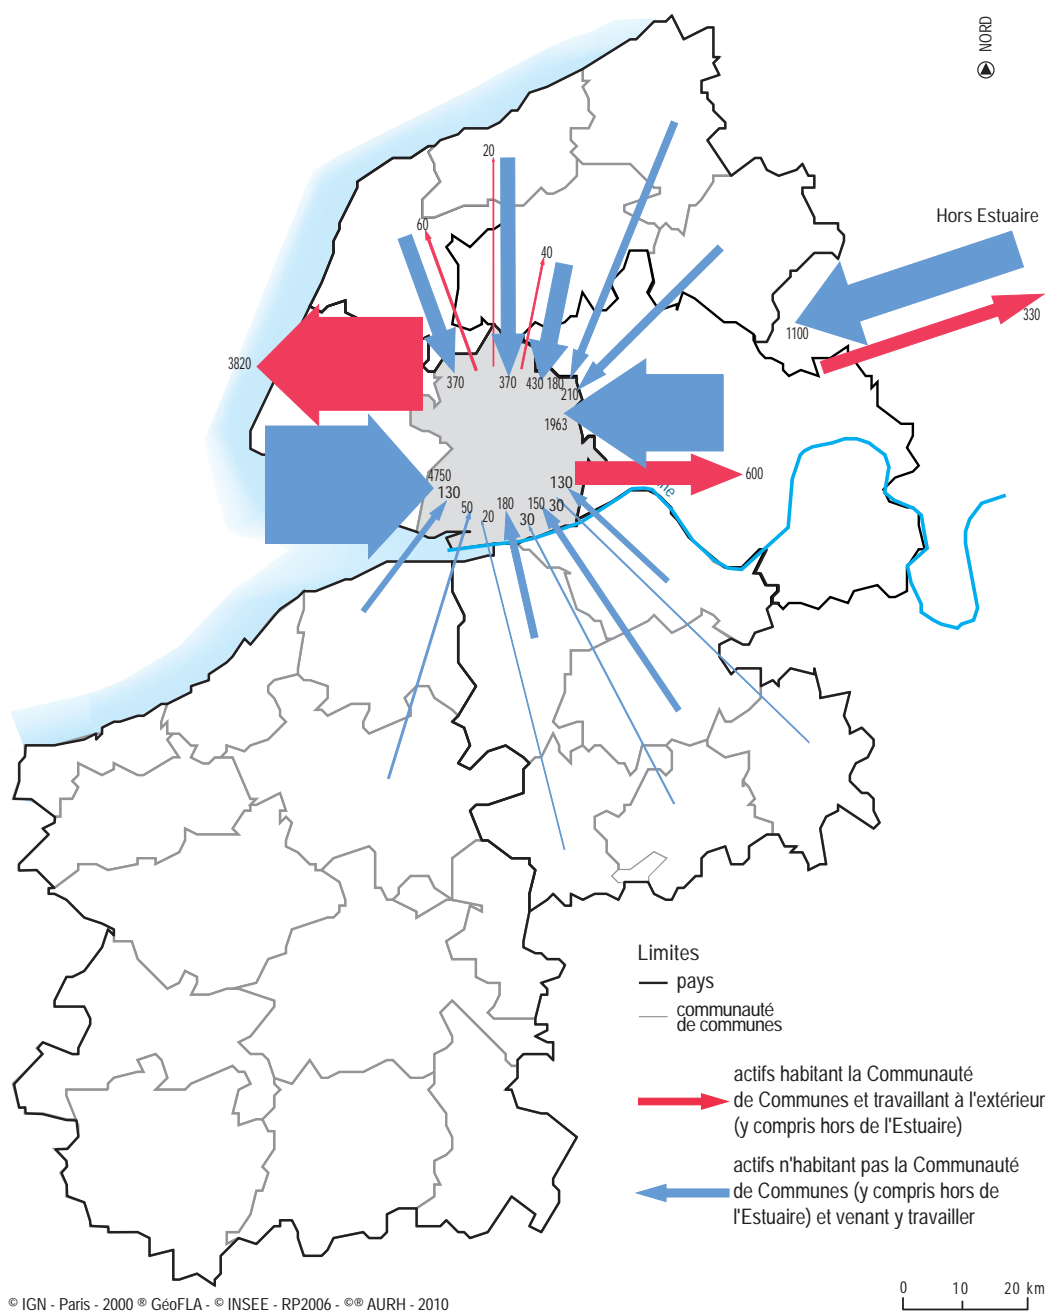 NORD
Hors Estuaire
20
60
40
1100
330
3820
370
370
430
180
210
1963
4750
130
50
20
180
30
150
30
130
600
Limites
pays
communauté
de communes
actifs habitant la Communauté
de Communes et travaillant à l'extérieur
(y compris hors de l'Estuaire)
actifs n'habitant pas la Communauté
de Communes (y compris hors de
l'Estuaire) et venant y travailler
0 10 20 km
© IGN - Paris - 2000 ® GéoFLA - © INSEE - RP2006 - ©® AURH - 2010